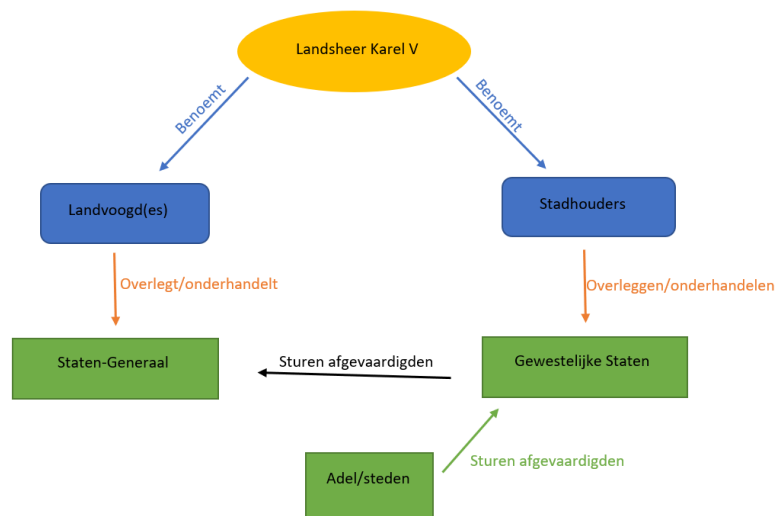 Landsheer Karel V
Benoemt
Benoemt
Landvoogd(es)
Stadhouders
Overlegt/onderhandelt
Overleggen/onderhandelen
Staten-Generaal
Sturen afgevaardigden
Gewestelijke Staten
Adel/steden
Sturen afgevaardigden